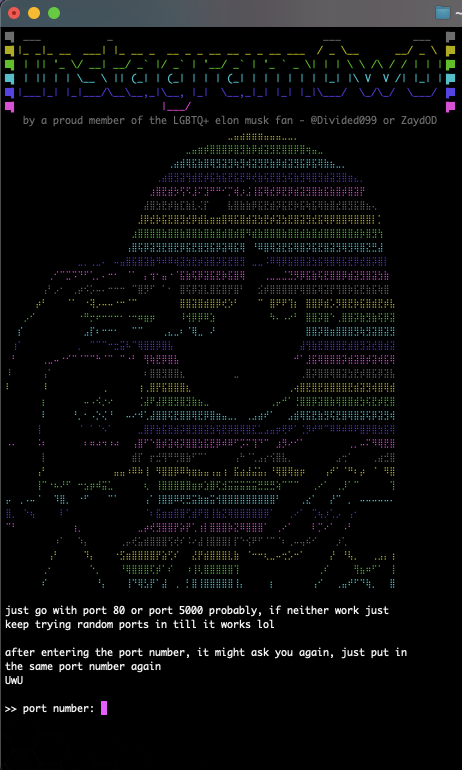 Instagram OwO
by a proud member of the LGBTQ+ elon musk fan - @Divided099 or ZaydOD
just go with port 80 or port 5000 probably, if neither work just
keep trying random ports in till it works lol
after entering the port number, it might ask you again, just put in
the same port number again
UwU
>> port number: